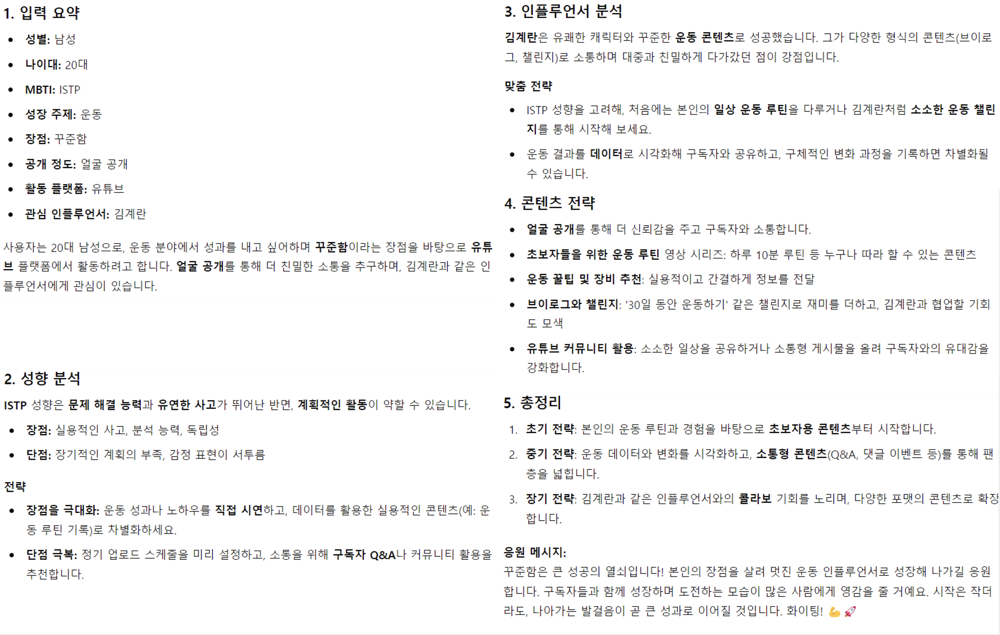 1. 입력 요약
• 성별: 남성
• 나이대: 20대
• MBTI: ISTP
• 성장 주제: 운동
• 장점: 꾸준함
• 공개 정도: 얼굴 공개
• 활동 플랫폼: 유튜브
• 관심 인플루언서: 김계란
사용자는 20대 남성으로, 운동 분야에서 성과를 내고 싶어하며 꾸준함이라는 장점을 바탕으로 유튜
브 플랫폼에서 활동하려고 합니다. 얼굴 공개를 통해 더 친밀한 소통을 추구하며, 김계란과 같은 인
플루언서에게 관심이 있습니다.
2. 성향 분석
ISTP 성향은 문제 해결 능력과 유연한 사고가 뛰어난 반면, 계획적인 활동이 약할 수 있습니다.
• 장점: 실용적인 사고, 분석 능력, 독립성
• 단점: 장기적인 계획의 부족, 감정 표현이 서투름
전략
• 장점을 극대화: 운동 성과나 노하우를 직접 시연하고, 데이터를 활용한 실용적인 콘텐츠(예: 운
동 루틴 기록)로 차별화하세요.
• 단점 극복: 정기 업로드 스케줄을 미리 설정하고, 소통을 위해 구독자 Q&A나 커뮤니티 활용을
추천합니다.
3. 인플루언서 분석
김계란은 유쾌한 캐릭터와 꾸준한 운동 콘텐츠로 성공했습니다. 그가 다양한 형식의 콘텐츠(브이로
그, 챌린지)로 소통하며 대중과 친밀하게 다가갔던 점이 강점입니다.
맞춤 전략
• ISTP 성향을 고려해, 처음에는 본인의 일상 운동 루틴을 다루거나 김계란처럼 소소한 운동 챌린
지를 통해 시작해 보세요.
• 운동 결과를 데이터로 시각화해 구독자와 공유하고, 구체적인 변화 과정을 기록하면 차별화될
수 있습니다.
4. 콘텐츠 전략
• 얼굴 공개를 통해 더 신뢰감을 주고 구독자와 소통합니다.
• 초보자들을 위한 운동 루틴 영상 시리즈: 하루 10분 루틴 등 누구나 따라 할 수 있는 콘텐츠
• 운동 꿀팁 및 장비 추천: 실용적이고 간결하게 정보를 전달
• 브이로그와 챌린지: '30일 동안 운동하기' 같은 챌린지로 재미를 더하고, 김계란과 협업할 기회
도 모색
• 유튜브 커뮤니티 활용: 소소한 일상을 공유하거나 소통형 게시물을 올려 구독자와의 유대감을
강화합니다.
5. 총정리
1. 초기 전략: 본인의 운동 루틴과 경험을 바탕으로 초보자용 콘텐츠부터 시작합니다.
2. 중기 전략: 운동 데이터와 변화를 시각화하고, 소통형 콘텐츠(Q&A, 댓글 이벤트 등)를 통해 팬
층을 넓힙니다.
3. 장기 전략: 김계란과 같은 인플루언서와의 콜라보 기회를 노리며, 다양한 포맷의 콘텐츠로 확장
합니다.
응원 메시지:
꾸준함은 큰 성공의 열쇠입니다! 본인의 장점을 살려 멋진 운동 인플루언서로 성장해 나가길 응원
합니다. 구독자들과 함께 성장하며 도전하는 모습이 많은 사람에게 영감을 줄 거예요. 시작은 작더
라도, 나아가는 발걸음이 곧 큰 성과로 이어질 것입니다. 화이팅! 💪🚀